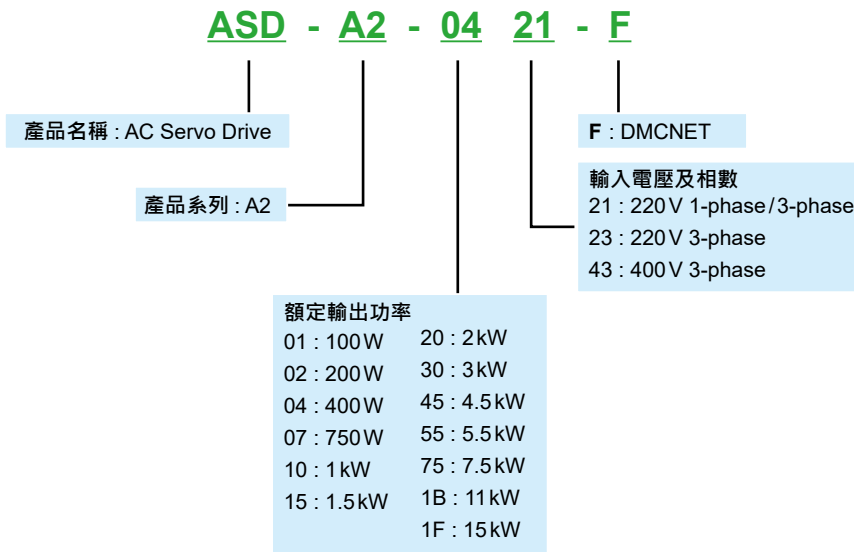 ASD - A2 - 04 21 - F
產品名稱 : AC Servo Drive
F : DMCNET
產品系列 : A2
輸入電壓及相數
21 : 220V 1-phase/3-phase
23 : 220V 3-phase
43 : 400V 3-phase
額定輸出功率
01 : 100W
02 : 200W
04 : 400W
07 : 750W
10 : 1kW
15 : 1.5kW
20 : 2kW
30 : 3kW
45 : 4.5kW
55 : 5.5kW
75 : 7.5kW
1B : 11kW
1F : 15kW